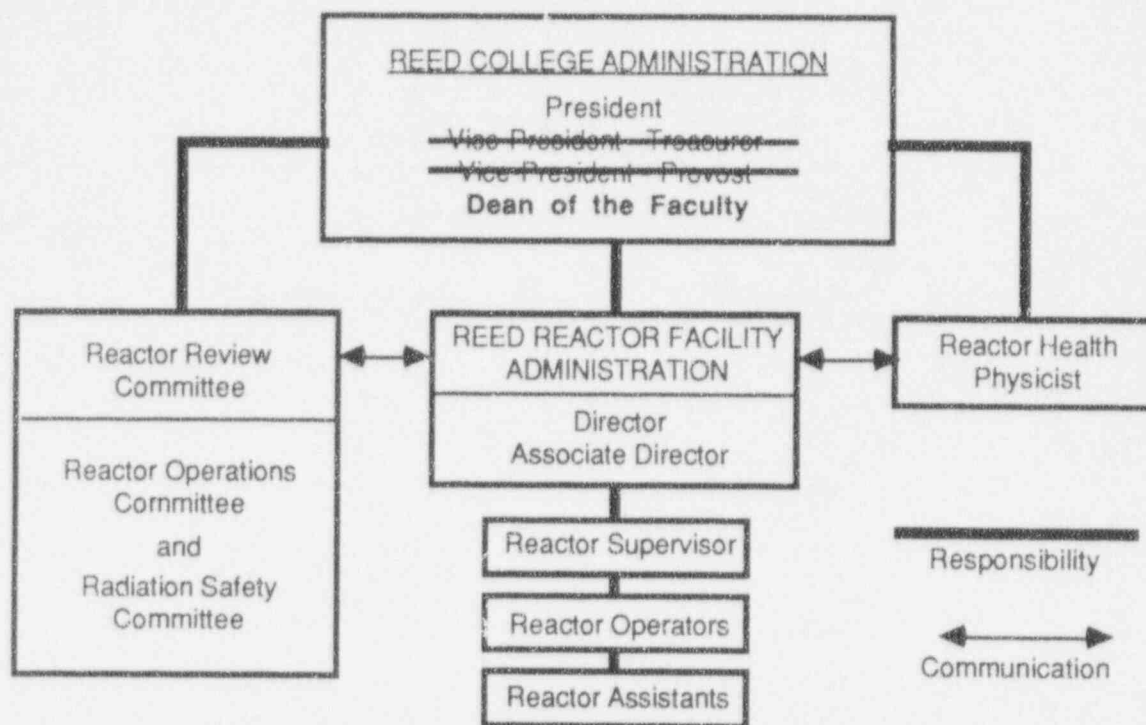 REED COLLEGE ADMINISTRATION
President
Vice President - Treasurer
Vice President - Provost
Dean of the Faculty
Reactor Review
Committee
Reactor Operations
Committee
and
Radiation Safety
Committee
REED REACTOR FACILITY
ADMINISTRATION
Director
Associate Director
Reactor Supervisor
Reactor Operators
Reactor Assistants
Reactor Health
Physicist
Responsibility
Communication